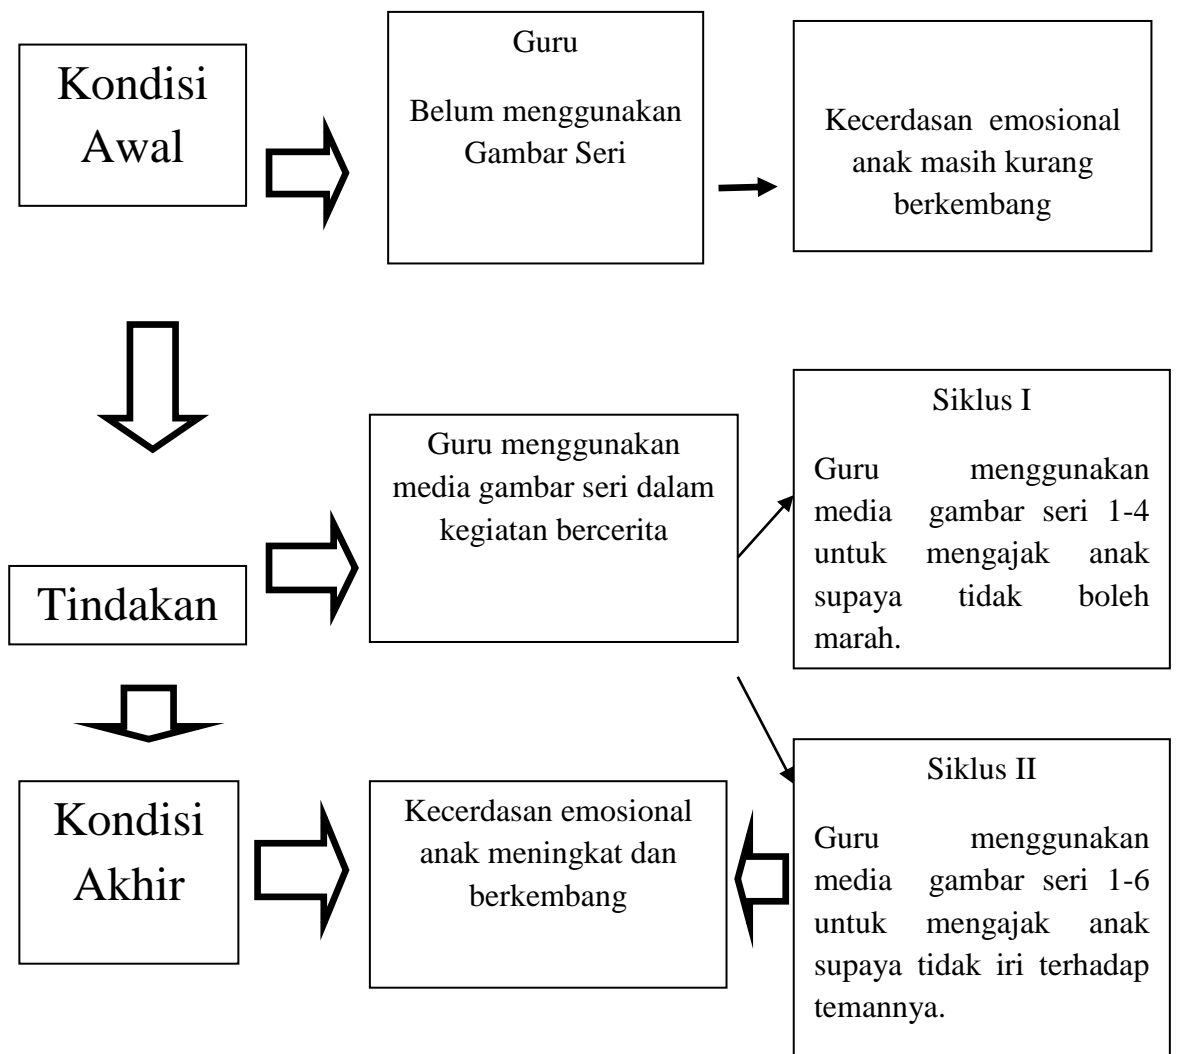 Kondisi
Awal
Guru
Belum menggunakan
Gambar Seri
Kecerdasan emosional
anak masih kurang
berkembang
Tindakan
Guru menggunakan
media gambar seri dalam
kegiatan bercerita
Siklus I
Guru menggunakan
media gambar seri 1-4
untuk mengajak anak
supaya tidak boleh
marah.
Kondisi
Akhir
Kecerdasan emosional
anak meningkat dan
berkembang
Siklus II
Guru menggunakan
media gambar seri 1-6
untuk mengajak anak
supaya tidak iri terhadap
temannya.